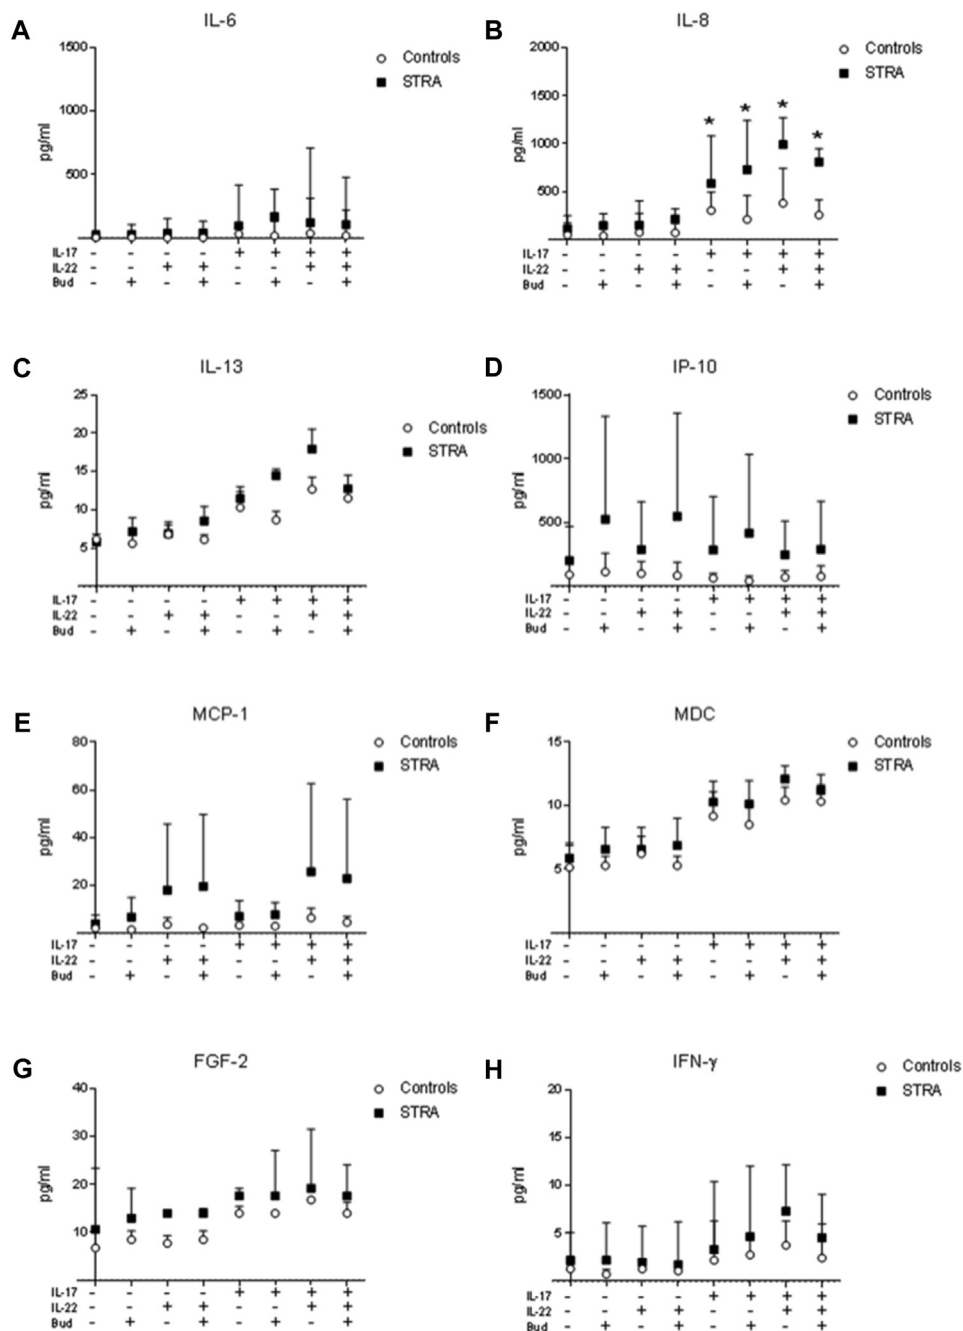 A
IL-6
1500
1000
500
pg/ml
Controls
STRA
IL-17 - - - - + + + +
IL-22 - - + + - - + +
Bud - + - + - + - +
B
IL-8
2000
1500
1000
500
pg/ml
* * * *
Controls
STRA
IL-17 - - - - + + + +
IL-22 - - + + - - + +
Bud - + - + - + - +
C
IL-13
25
20
15
10
5
pg/ml
Controls
STRA
IL-17 - - - - + + + +
IL-22 - - + + - - + +
Bud - + - + - + - +
D
IP-10
1500
1000
500
pg/ml
Controls
STRA
IL-17 - - - - + + + +
IL-22 - - + + - - + +
Bud - + - + - + - +
E
MCP-1
80
60
40
20
pg/ml
Controls
STRA
IL-17 - - - - + + + +
IL-22 - - + + - - + +
Bud - + - + - + - +
F
MDC
15
10
5
pg/ml
Controls
STRA
IL-17 - - - - + + + +
IL-22 - - + + - - + +
Bud - + - + - + - +
G
FGF-2
40
30
20
10
pg/ml
Controls
STRA
IL-17 - - - - + + + +
IL-22 - - + + - - + +
Bud - + - + - + - +
H
IFN-γ
20
15
10
5
pg/ml
Controls
STRA
IL-17 - - - - + + + +
IL-22 - - + + - - + +
Bud - + - + - + - +